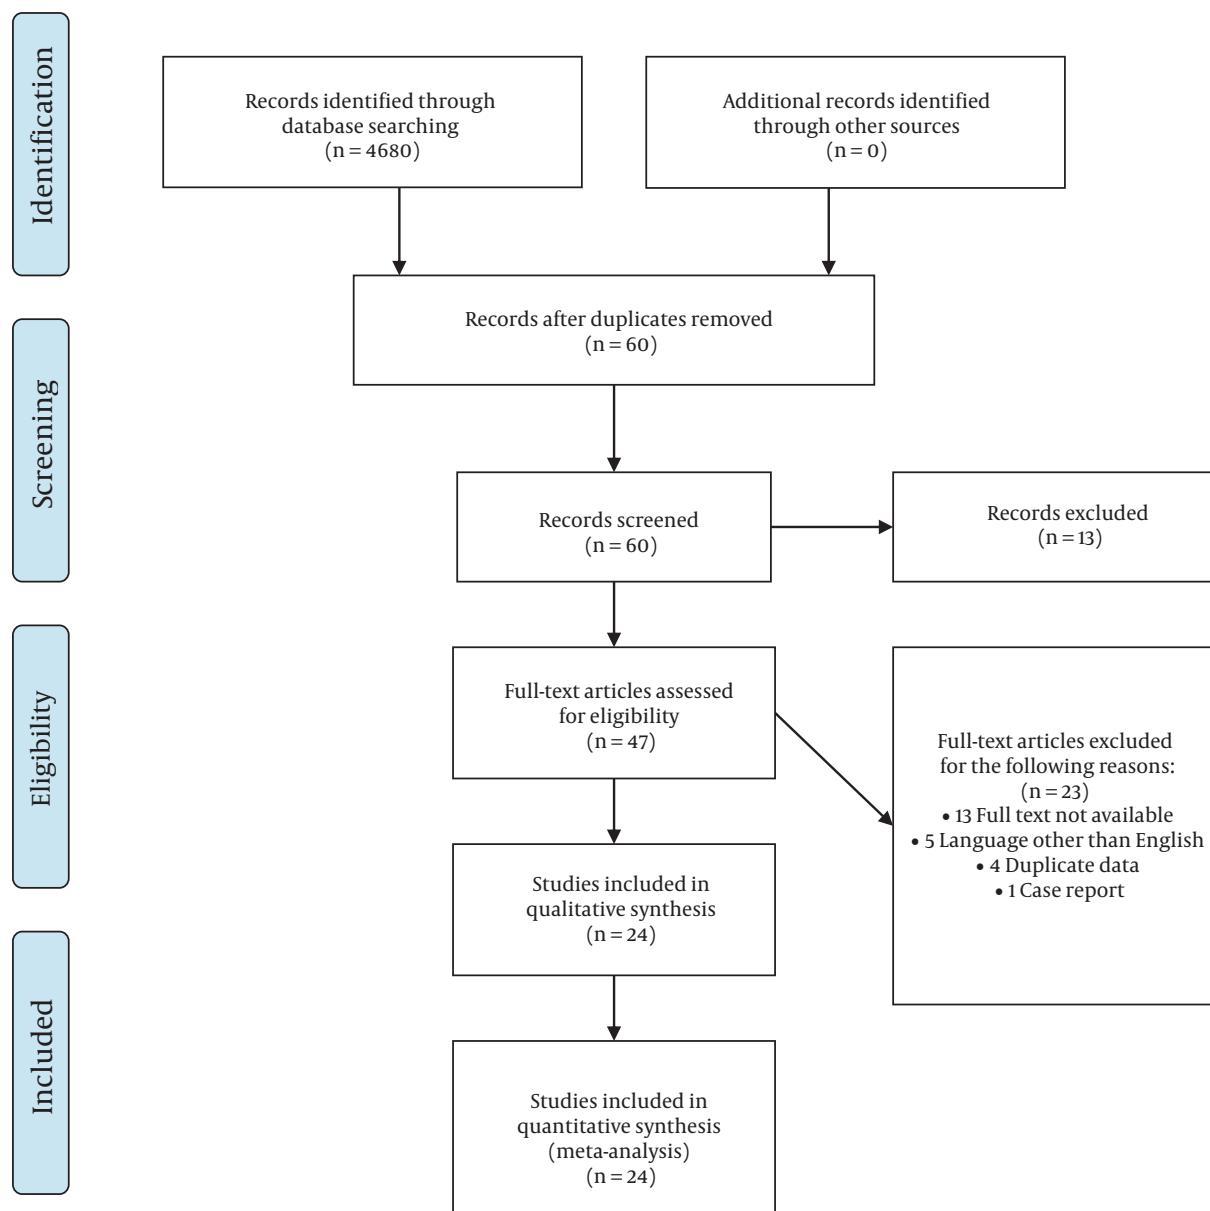 Identification
Records identified through
database searching
(n = 4680)
Additional records identified
through other sources
(n = 0)
Records after duplicates removed
(n = 60)
Screening
Records screened
(n = 60)
Records excluded
(n = 13)
Eligibility
Full-text articles assessed
for eligibility
(n = 47)
Full-text articles excluded
for the following reasons:
(n = 23)
• 13 Full text not available
• 5 Language other than English
• 4 Duplicate data
• 1 Case report
Studies included in
qualitative synthesis
(n = 24)
Included
Studies included in
quantitative synthesis
(meta-analysis)
(n = 24)